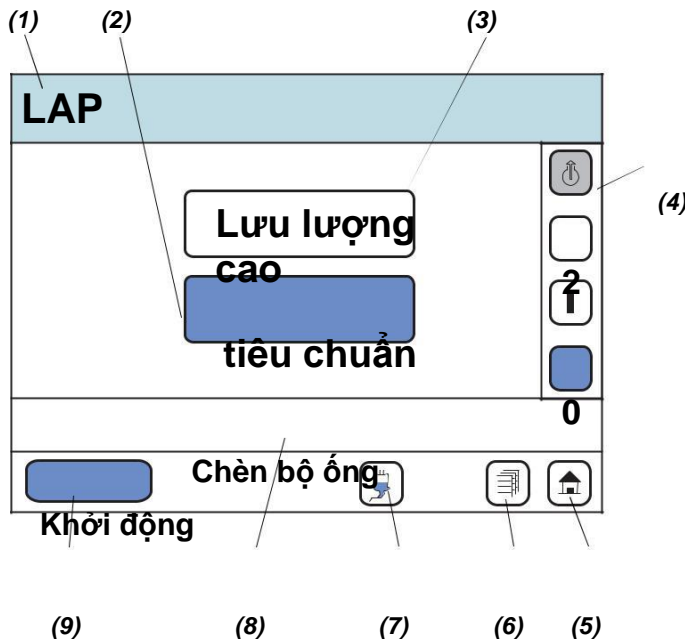 (1)
(2)
(3)
LAP
(4)
Lưu lượng
cao
2
1
tiêu chuẩn
0
Chèn bộ ống
Khởi động
(9)
(8)
(7)
(6)
(5)